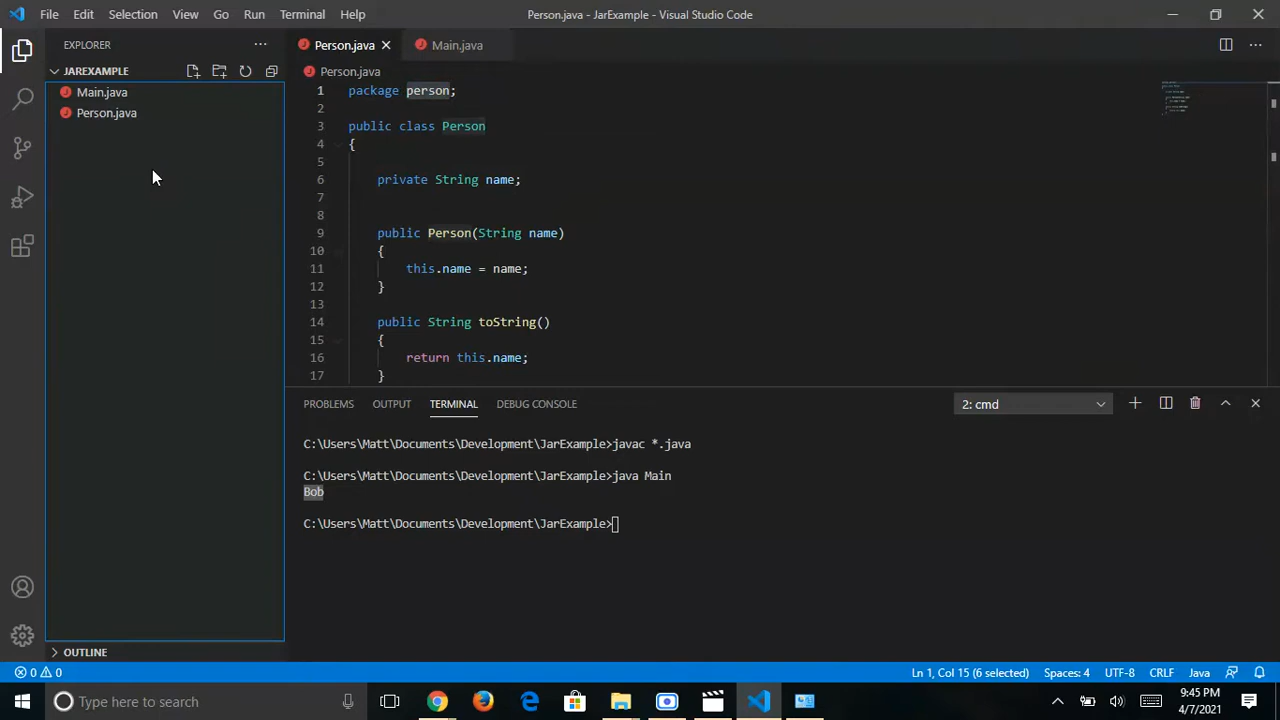 File Edit Selection View Go Run Terminal Help
Person.java - JarExample - Visual Studio Code
EXPLORER
JAREXAMPLE
Main.java
Person.java
OUTLINE
Person.java
Main.java
Person.java
1 package person;
2
3 public class Person
4 {
5
6 private String name;
7
8
9 public Person(String name)
10 {
11 this.name = name;
12 }
13
14 public String toString()
15 {
16 return this.name;
17 }
PROBLEMS OUTPUT TERMINAL DEBUG CONSOLE
2: cmd
C:\Users\Matt\Documents\Development\JarExample>javac *.java
C:\Users\Matt\Documents\Development\JarExample>java Main
Bob
C:\Users\Matt\Documents\Development\JarExample>
0 0
Ln 1, Col 15 (6 selected) Spaces: 4 UTF-8 CRLF Java
Type here to search
9:45 PM
4/7/2021